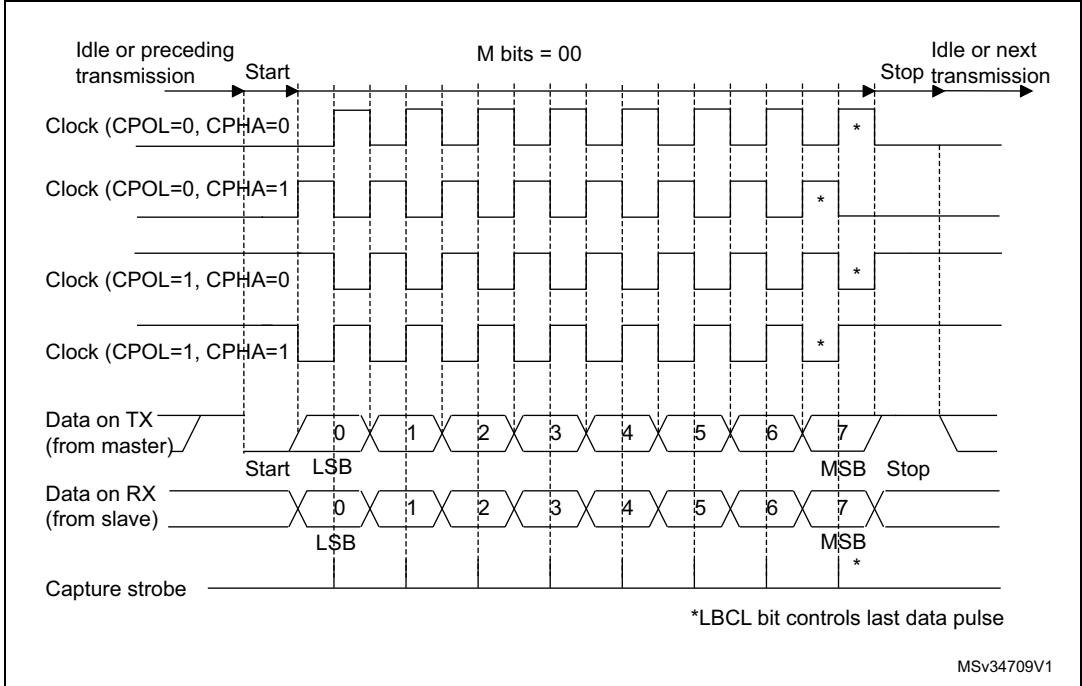 Idle or preceding
transmission
Start
M bits = 00
Stop
Idle or next
transmission
Clock (CPOL=0, CPHA=0
*
Clock (CPOL=0, CPHA=1
*
Clock (CPOL=1, CPHA=0
*
Clock (CPOL=1, CPHA=1
*
Data on TX
(from master)
0 1 2 3 4 5 6 7
Start LSB MSB Stop
Data on RX
(from slave)
0 1 2 3 4 5 6 7
LSB MSB
*
Capture strobe
*LBCL bit controls last data pulse
MSv34709V1